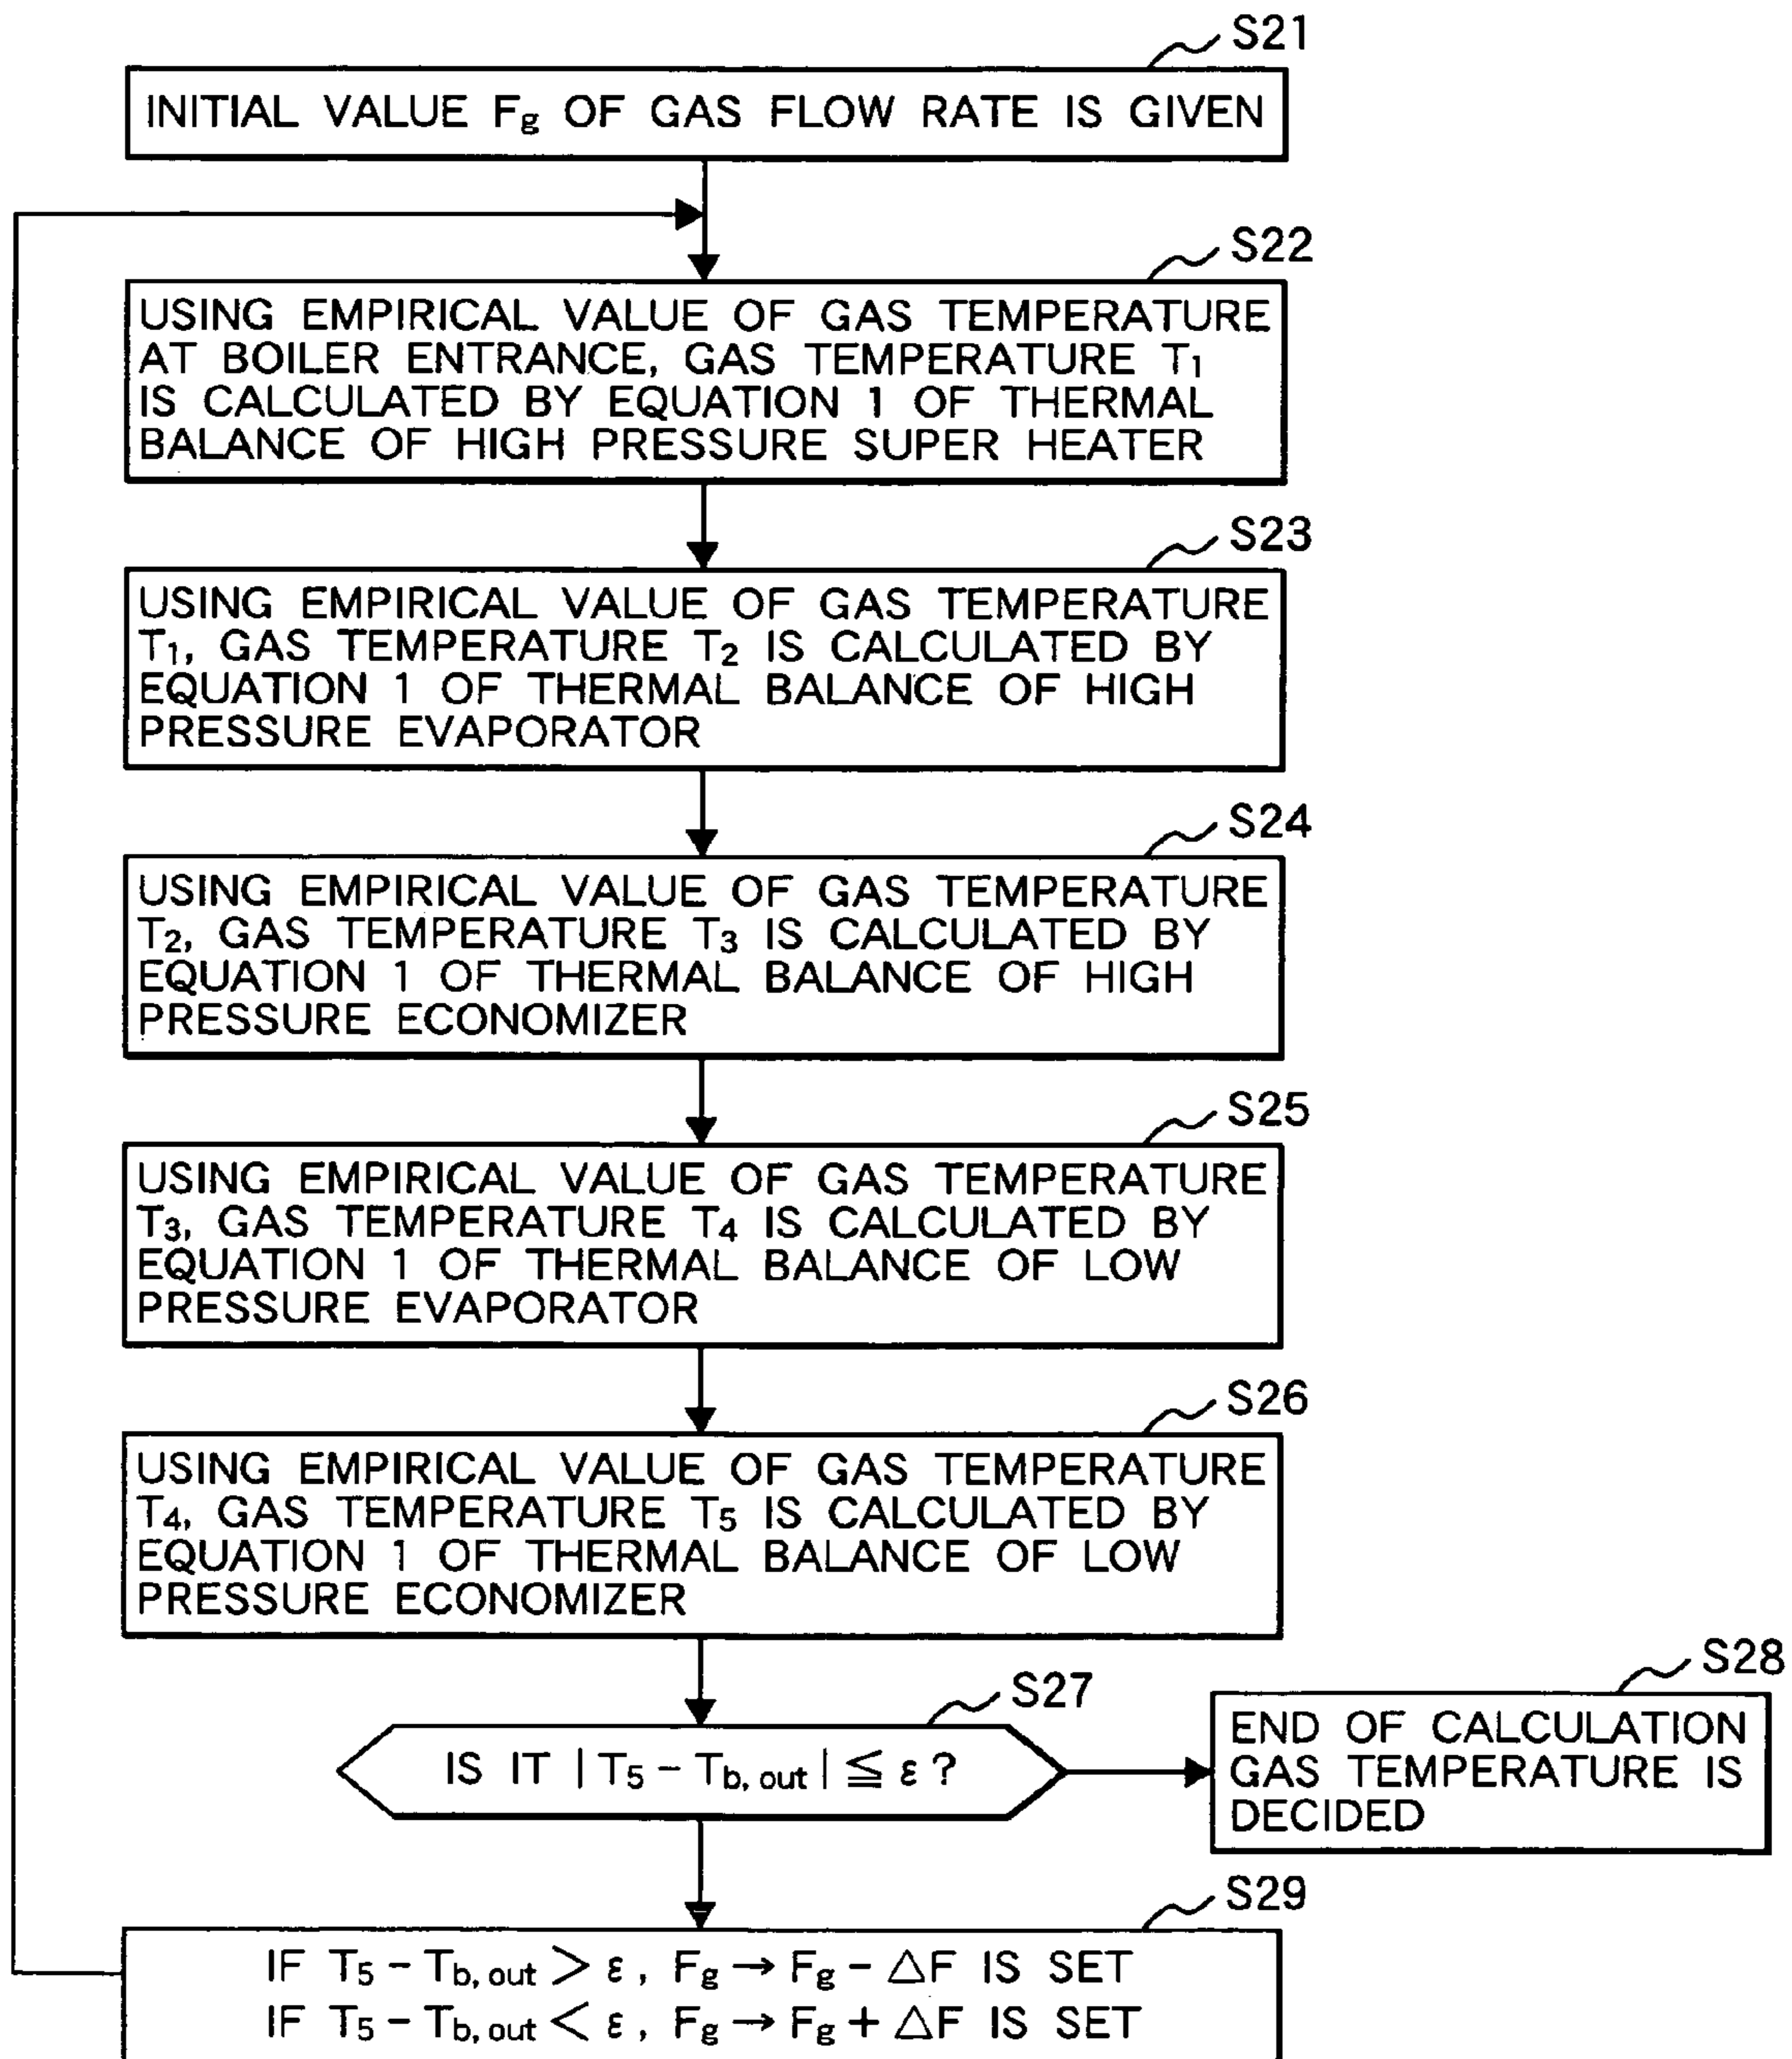 S21
INITIAL VALUE Fg OF GAS FLOW RATE IS GIVEN
S22
USING EMPIRICAL VALUE OF GAS TEMPERATURE
AT BOILER ENTRANCE, GAS TEMPERATURE T1
IS CALCULATED BY EQUATION 1 OF THERMAL
BALANCE OF HIGH PRESSURE SUPER HEATER
S23
USING EMPIRICAL VALUE OF GAS TEMPERATURE
T1, GAS TEMPERATURE T2 IS CALCULATED BY
EQUATION 1 OF THERMAL BALANCE OF HIGH
PRESSURE EVAPORATOR
S24
USING EMPIRICAL VALUE OF GAS TEMPERATURE
T2, GAS TEMPERATURE T3 IS CALCULATED BY
EQUATION 1 OF THERMAL BALANCE OF HIGH
PRESSURE ECONOMIZER
S25
USING EMPIRICAL VALUE OF GAS TEMPERATURE
T3, GAS TEMPERATURE T4 IS CALCULATED BY
EQUATION 1 OF THERMAL BALANCE OF LOW
PRESSURE EVAPORATOR
S26
USING EMPIRICAL VALUE OF GAS TEMPERATURE
T4, GAS TEMPERATURE T5 IS CALCULATED BY
EQUATION 1 OF THERMAL BALANCE OF LOW
PRESSURE ECONOMIZER
S27
IS IT |T5 - Tb, out| ≦ ε ?
S28
END OF CALCULATION
GAS TEMPERATURE IS
DECIDED
S29
IF T5 - Tb, out > ε, Fg → Fg - △F IS SET
IF T5 - Tb, out < ε, Fg → Fg + △F IS SET